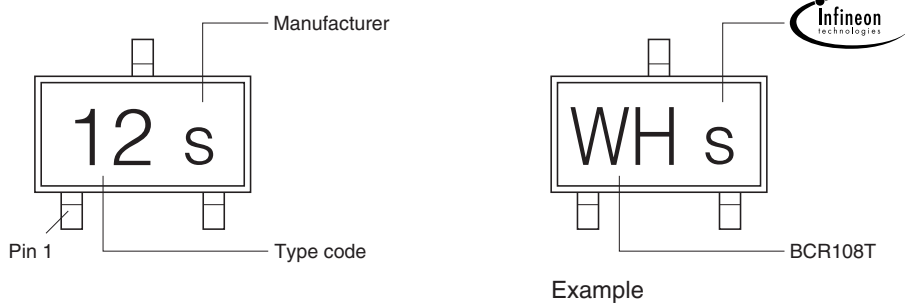 Manufacturer
12 s
Pin 1
Type code
Infineon
technologies
WH s
BCR108T
Example